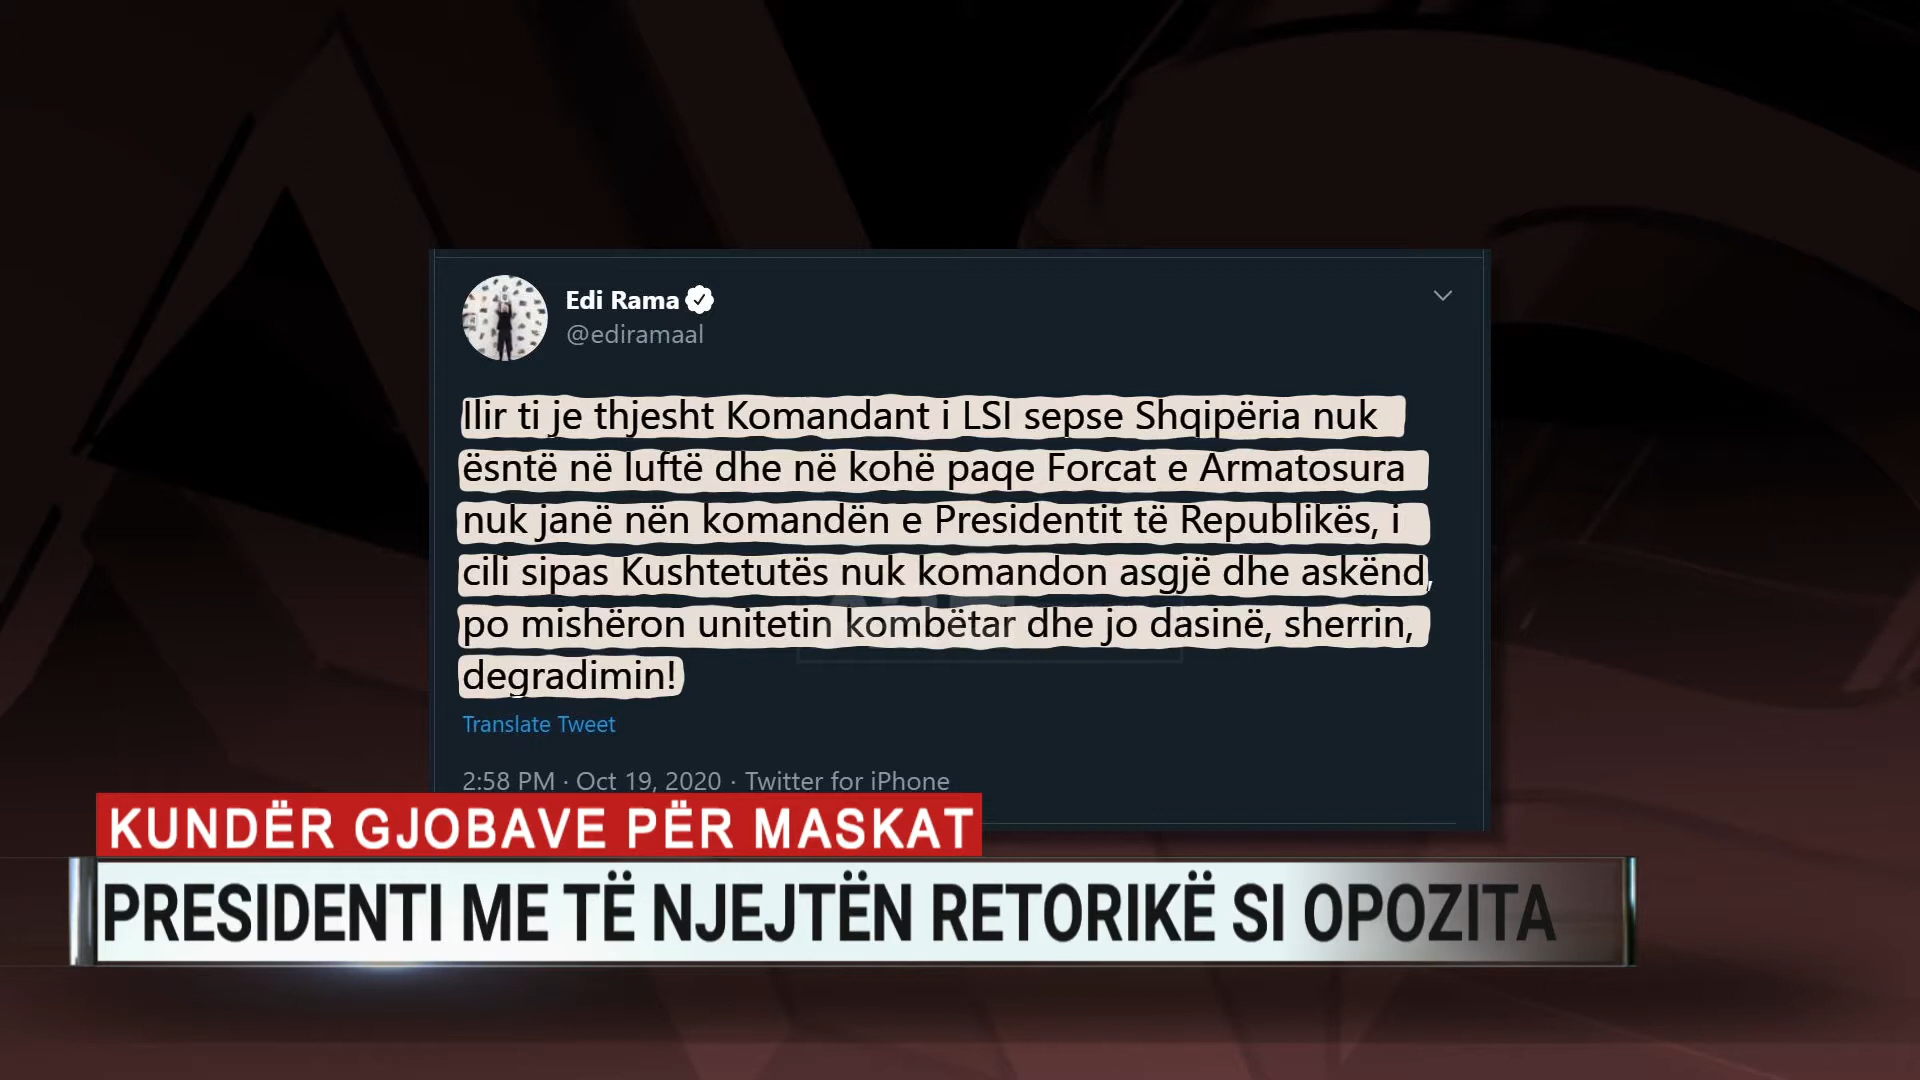 Edi Rama
@ediramaal
Ilir ti je thjesht Komandant i LSI sepse Shqipëria nuk
ësntë në luftë dhe në kohë paqe Forcat e Armatosura
nuk janë nën komandën e Presidentit të Republikës, i
cili sipas Kushtetutës nuk komandon asgjë dhe askënd,
po mishëron unitetin kombëtar dhe jo dasinë, sherrin,
degradimin!
Translate Tweet
2:58 PM · Oct 19, 2020 · Twitter for iPhone
KUNDËR GJOBAVE PËR MASKAT
PRESIDENTI ME TË NJEJTËN RETORIKË SI OPOZITA